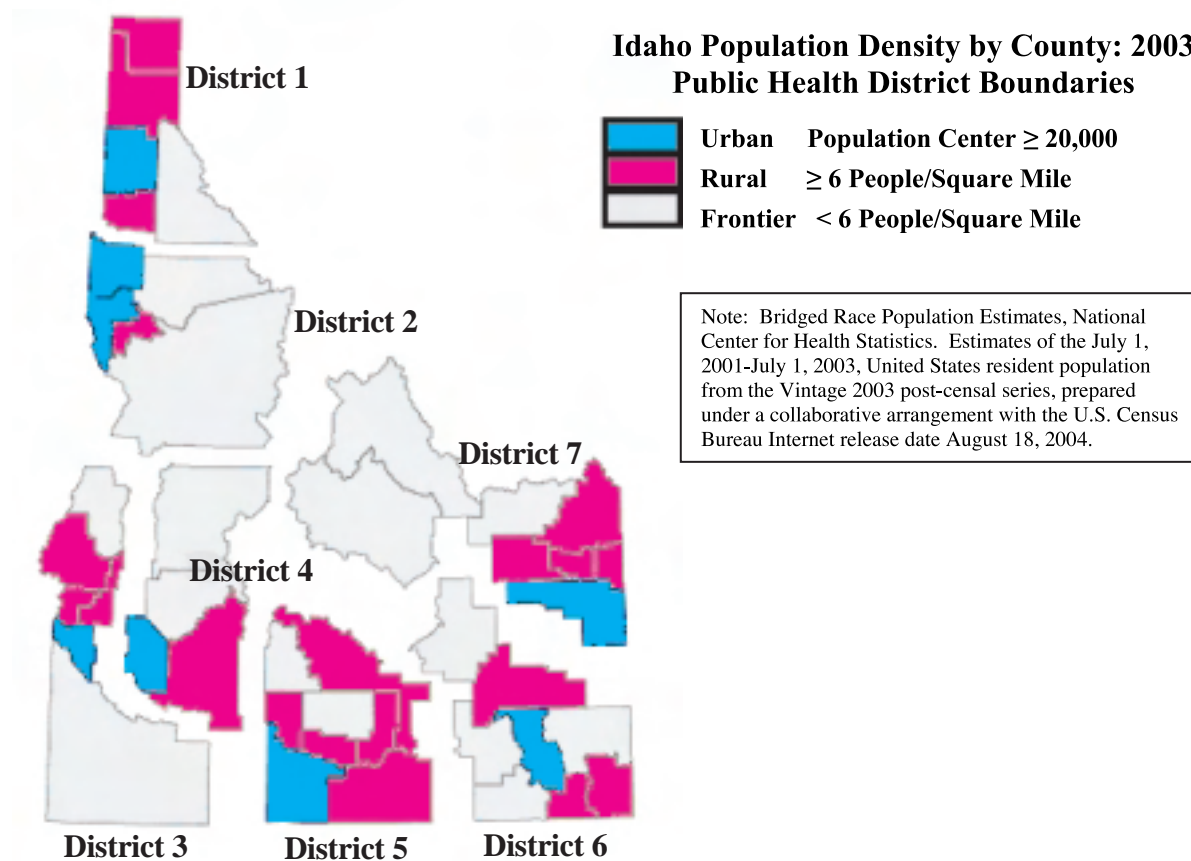 Idaho Population Density by County: 2003
Public Health District Boundaries
Urban Population Center ≥ 20,000
Rural ≥ 6 People/Square Mile
Frontier < 6 People/Square Mile
Note: Bridged Race Population Estimates, National
Center for Health Statistics. Estimates of the July 1,
2001-July 1, 2003, United States resident population
from the Vintage 2003 post-censal series, prepared
under a collaborative arrangement with the U.S. Census
Bureau Internet release date August 18, 2004.
District 1
District 2
District 7
District 4
District 3
District 5
District 6